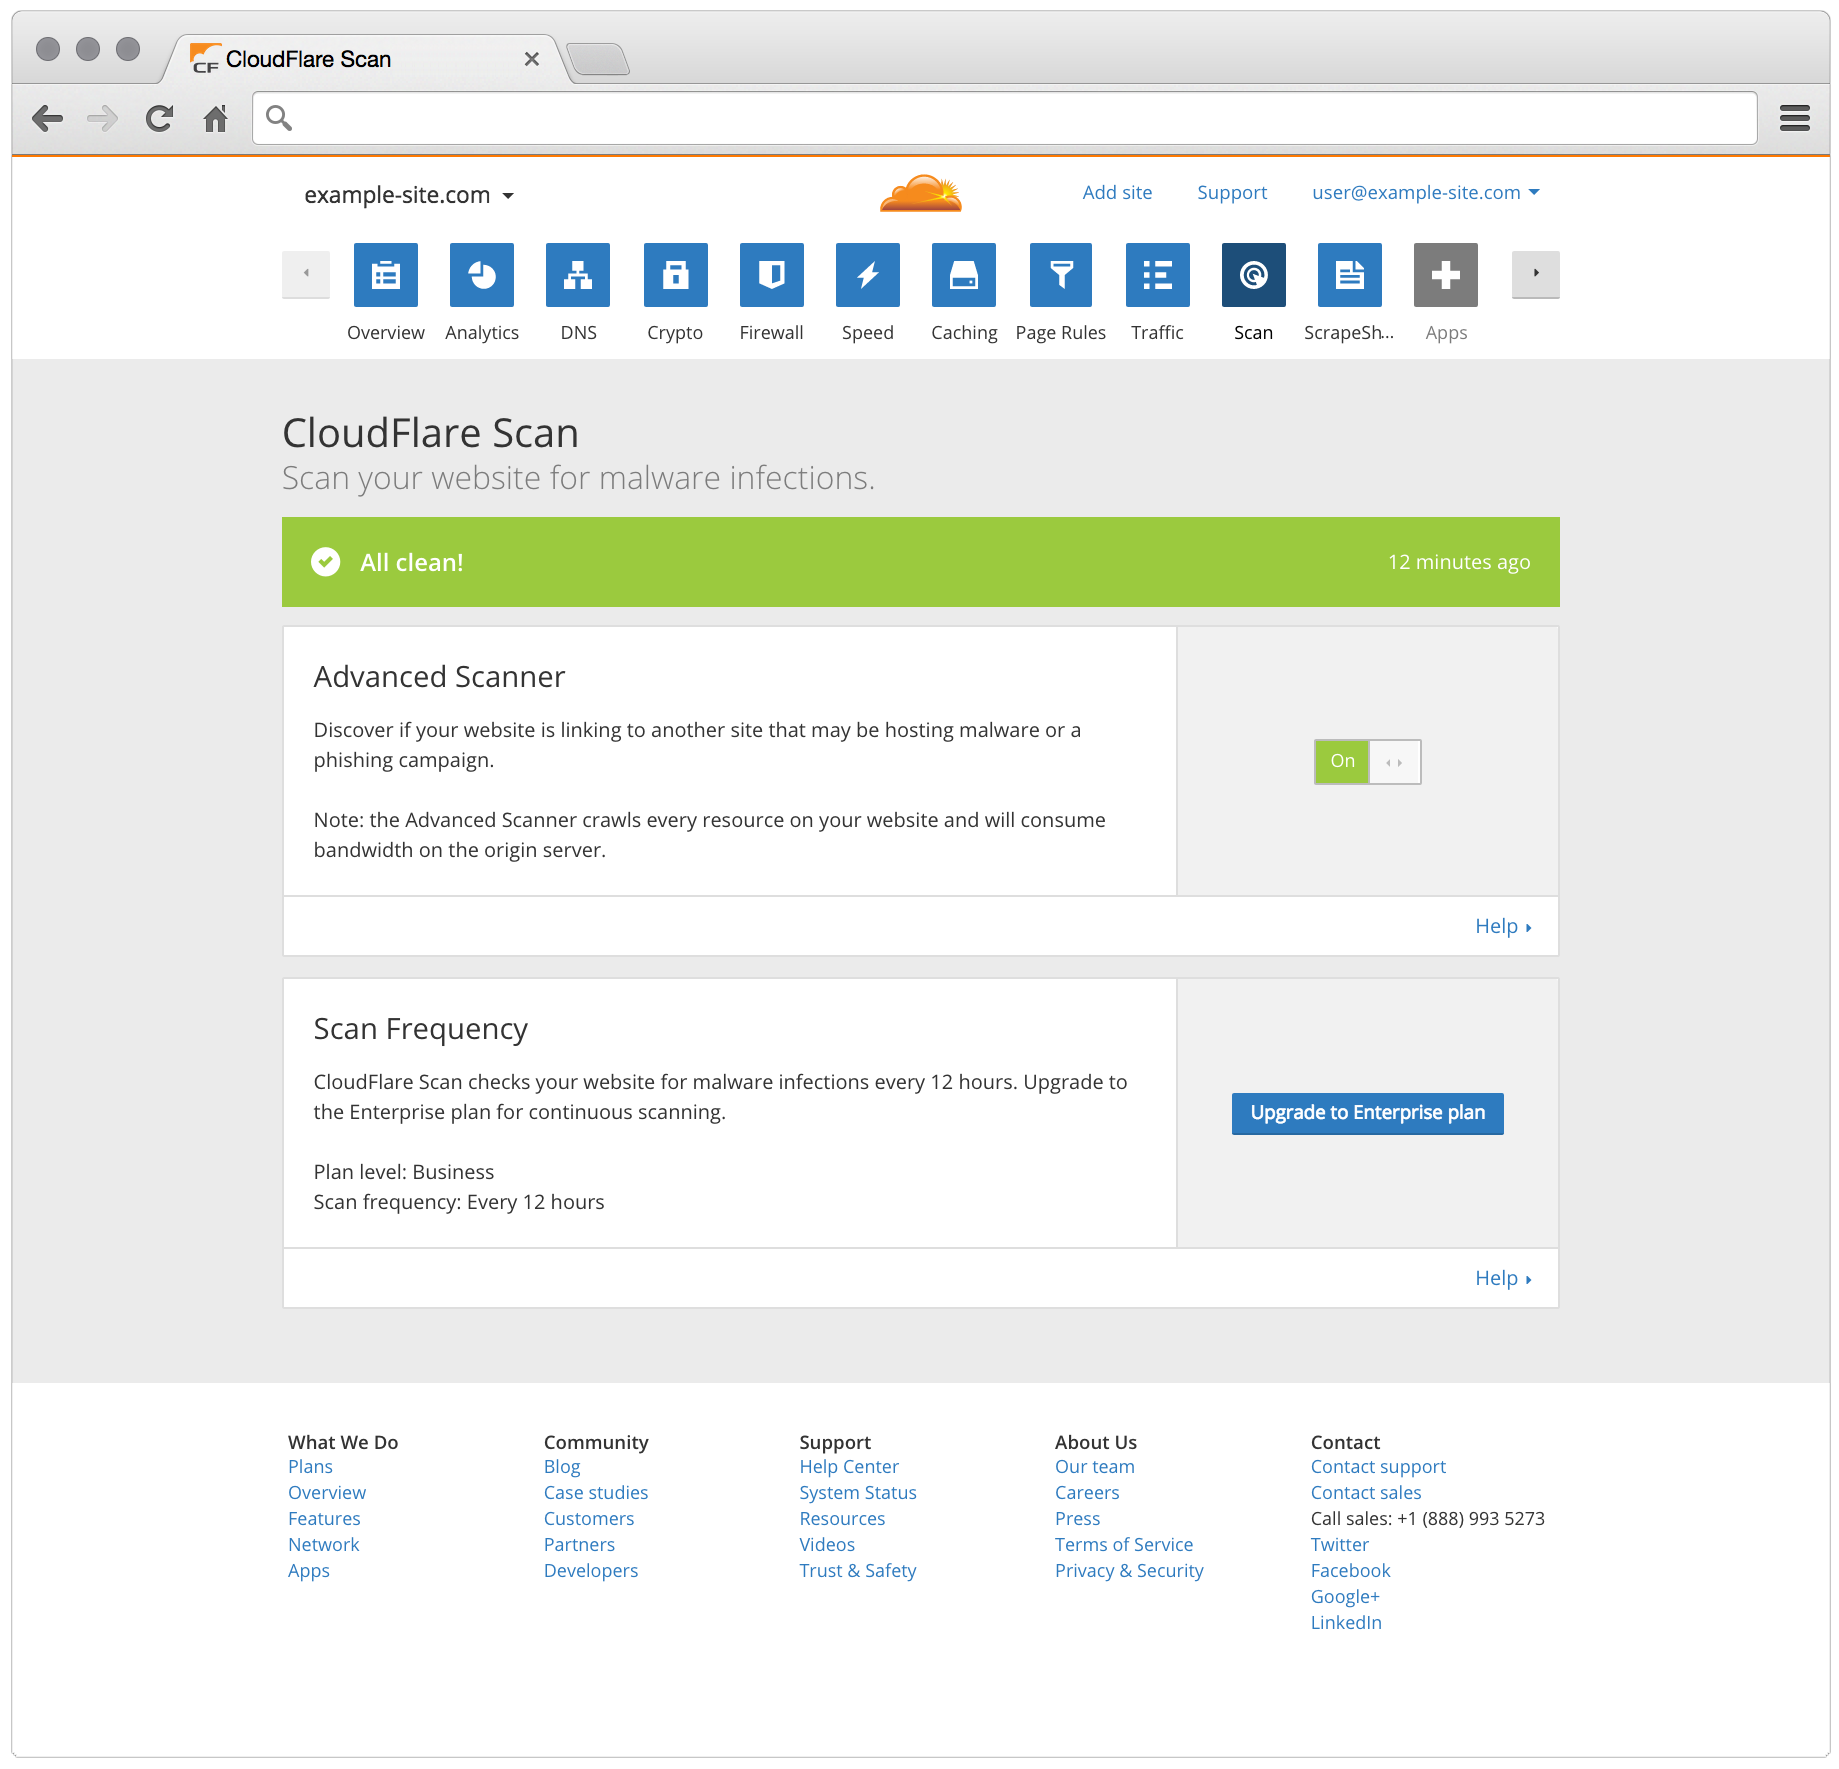 CF CloudFlare Scan
example-site.com
Add site Support user@example-site.com
Overview Analytics DNS Crypto Firewall Speed Caching Page Rules Traffic Scan ScrapeSh... Apps
CloudFlare Scan
Scan your website for malware infections.
All clean! 12 minutes ago
Advanced Scanner
Discover if your website is linking to another site that may be hosting malware or a
phishing campaign.
On
Note: the Advanced Scanner crawls every resource on your website and will consume
bandwidth on the origin server.
Help
Scan Frequency
CloudFlare Scan checks your website for malware infections every 12 hours. Upgrade to
the Enterprise plan for continuous scanning.
Upgrade to Enterprise plan
Plan level: Business
Scan frequency: Every 12 hours
Help
What We Do
Plans
Overview
Features
Network
Apps
Community
Blog
Case studies
Customers
Partners
Developers
Support
Help Center
System Status
Resources
Videos
Trust & Safety
About Us
Our team
Careers
Press
Terms of Service
Privacy & Security
Contact
Contact support
Contact sales
Call sales: +1 (888) 993 5273
Twitter
Facebook
Google+
LinkedIn